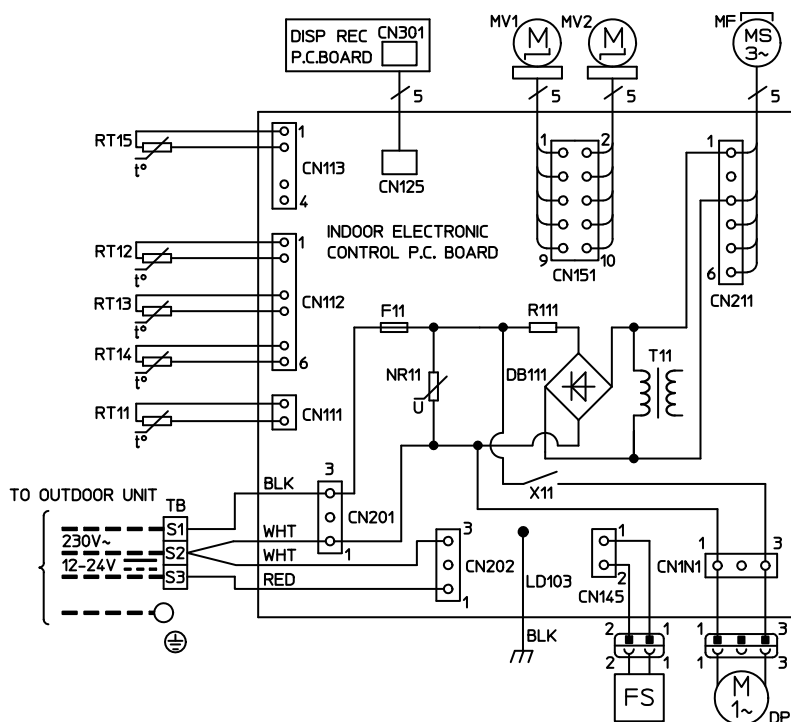 MV1
MV2
MF
DISP REC CN301
P.C.BOARD
M
M
MS
3~
5
5
5
5
RT15
t°
1
4
CN113
CN125
1
2
9
10
CN151
1
6
CN211
INDOOR ELECTRONIC
CONTROL P.C. BOARD
RT12
t°
RT13
t°
RT14
t°
1
6
CN112
RT11
t°
CN111
F11
R111
NR11
U
DB111
T11
X11
TO OUTDOOR UNIT
TB
S1
S2
S3
230V~
12-24V
BLK
WHT
WHT
RED
3
1
CN201
3
1
CN202
LD103
BLK
1
2
CN145
1
3
CN1N1
2
1
2
1
FS
1
3
1
3
M
1~
DP